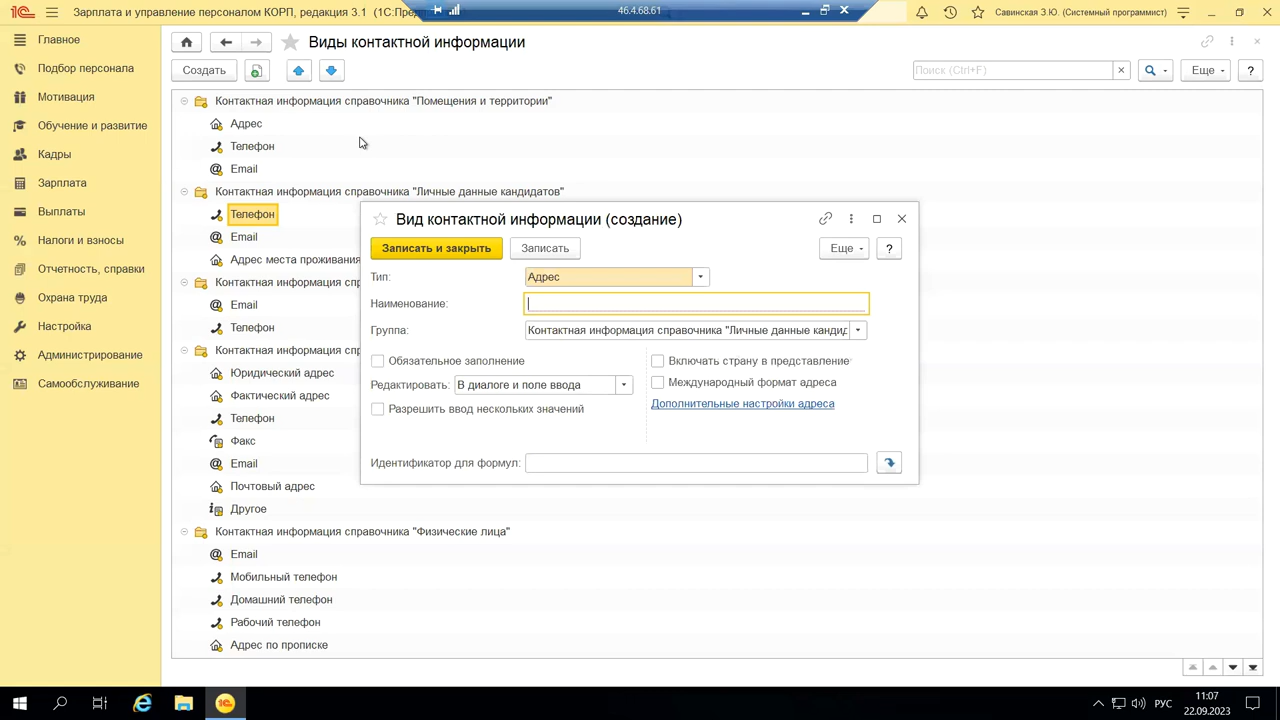 Зарплата и управление персоналом КОРП, редакция 3.1 (1С:Пре
46.4.68.61
Савинская З.Ю. (Системный программист)
Главное
Подбор персонала
Мотивация
Обучение и развитие
Кадры
Зарплата
Выплаты
Налоги и взносы
Отчетность, справки
Охрана труда
Настройка
Администрирование
Самообслуживание
Виды контактной информации
Создать
Поиск (Ctrl+F)
Еще
?
Контактная информация справочника "Помещения и территории"
Адрес
Телефон
Email
Контактная информация справочника "Личные данные кандидатов"
Телефон
Email
Адрес места проживания
Контактная информация спр
Email
Телефон
Контактная информация спр
Юридический адрес
Фактический адрес
Телефон
Факс
Email
Почтовый адрес
Другое
Контактная информация справочника "Физические лица"
Email
Мобильный телефон
Домашний телефон
Рабочий телефон
Адрес по прописке
Вид контактной информации (создание)
Записать и закрыть
Записать
Еще
?
Тип:
Адрес
Наименование:
Группа:
Контактная информация справочника "Личные данные кандид
Обязательное заполнение
Включать страну в представление
Редактировать:
В диалоге и поле ввода
Международный формат адреса
Разрешить ввод нескольких значений
Дополнительные настройки адреса
Идентификатор для формул:
РУС
11:07
22.09.2023